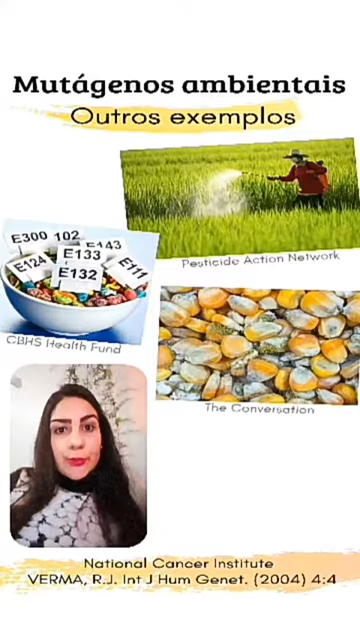 Mutágenos ambientais
Outros exemplos
Pesticide Action Network
E300 102
E143
E133
E124
E111
E132
CBHS Health Fund
The Conversation
National Cancer Institute
VERMA, R.J. Int J Hum Genet. (2004) 4:4